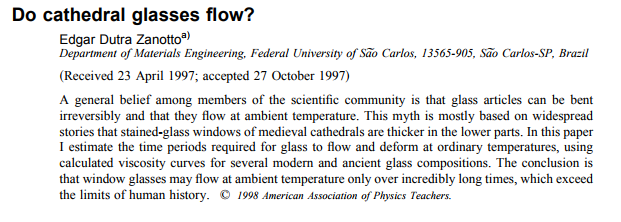 Do cathedral glasses flow?
Edgar Dutra Zanottoa)
Department of Materials Engineering, Federal University of São Carlos, 13565-905, São Carlos-SP, Brazil
(Received 23 April 1997; accepted 27 October 1997)
A general belief among members of the scientific community is that glass articles can be bent
irreversibly and that they flow at ambient temperature. This myth is mostly based on widespread
stories that stained-glass windows of medieval cathedrals are thicker in the lower parts. In this paper
I estimate the time periods required for glass to flow and deform at ordinary temperatures, using
calculated viscosity curves for several modern and ancient glass compositions. The conclusion is
that window glasses may flow at ambient temperature only over incredibly long times, which exceed
the limits of human history. © 1998 American Association of Physics Teachers.